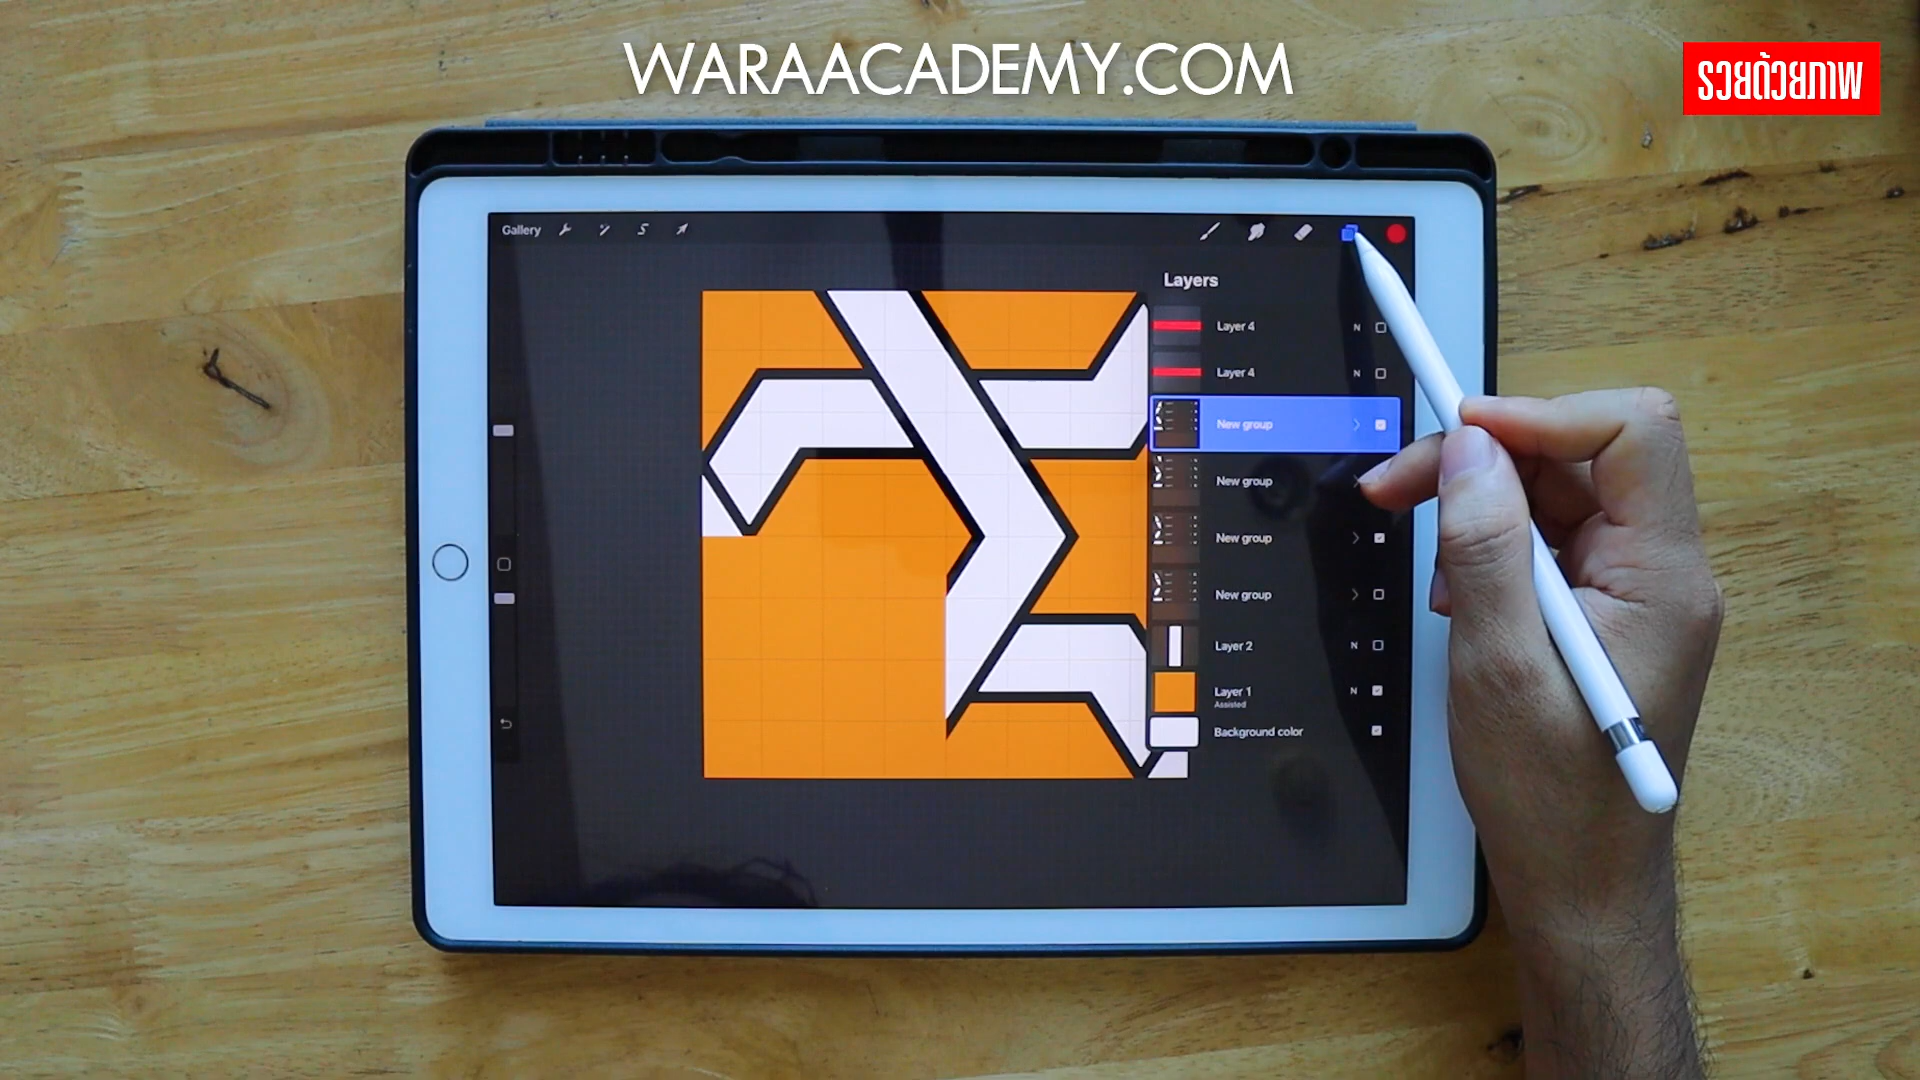 WARAACADEMY.COM
รวยด้วยภาพ
Gallery
Layers
Layer 4 N
Layer 4 N
New group
New group
New group
New group
Layer 2 N
Layer 1 N
Assisted
Background color